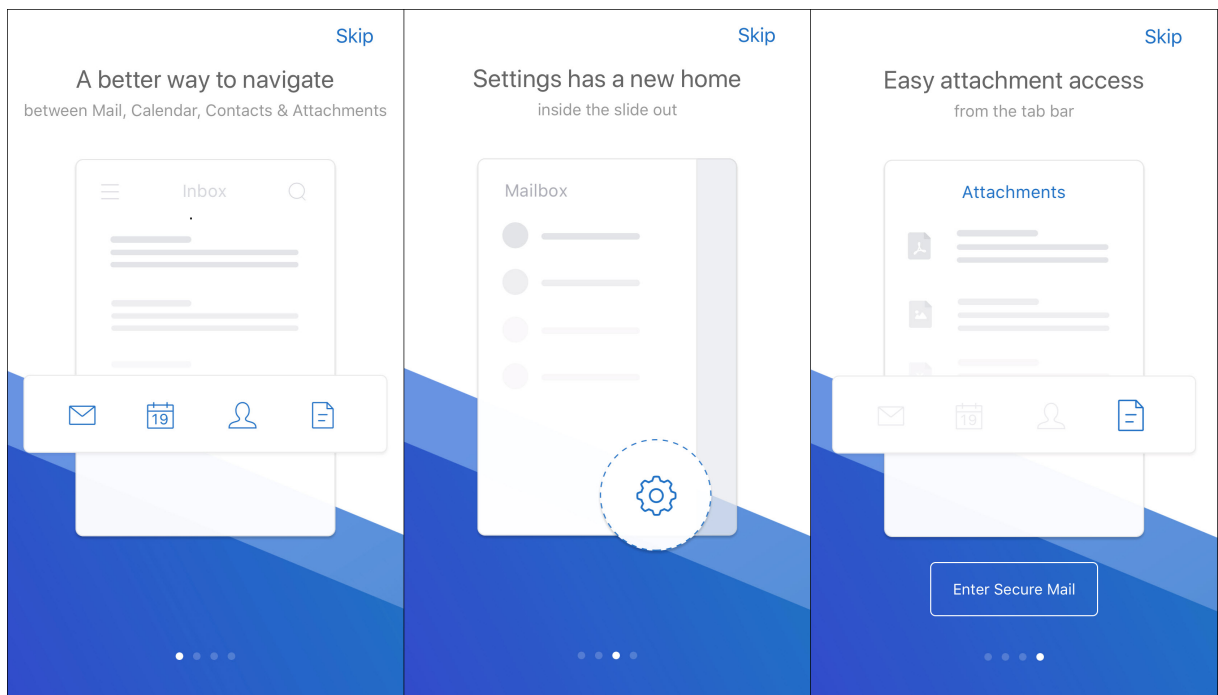 Skip
A better way to navigate
between Mail, Calendar, Contacts & Attachments
Inbox
19
Skip
Settings has a new home
inside the slide out
Mailbox
Skip
Easy attachment access
from the tab bar
Attachments
19
Enter Secure Mail